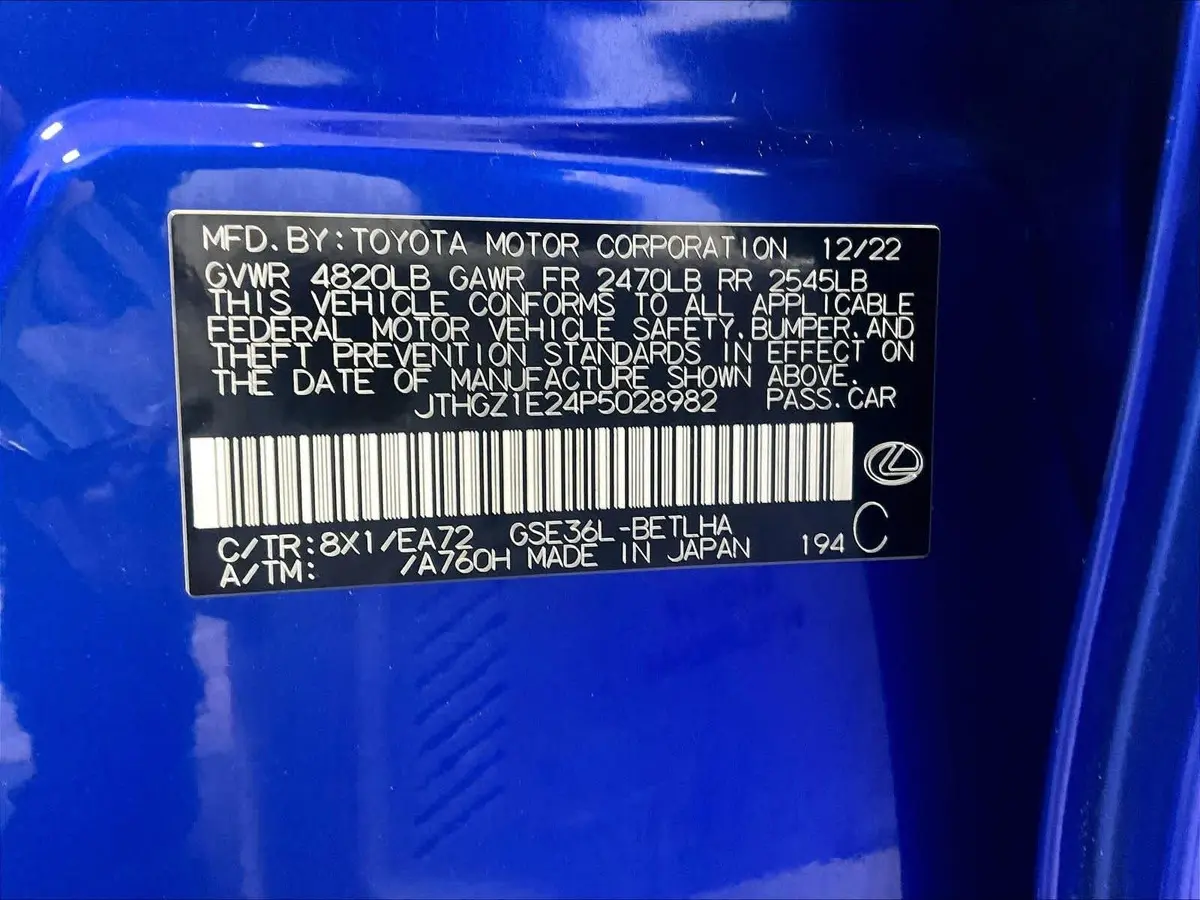 MFD.BY:TOYOTA MOTOR CORPORATION 12/22
GVWR 4820LB GAWR FR 2470LB RR 2545LB
THIS VEHICLE CONFORMS TO ALL APPLICABLE
FEDERAL MOTOR VEHICLE SAFETY,BUMPER,AND
THEFT PREVENTION STANDARDS IN EFFECT ON
THE DATE OF MANUFACTURE SHOWN ABOVE.
JTHGZ1E24P5028982 PASS.CAR
C/TR:8X1/EA72 GSE36L-BETLHA
A/TM: /A760H MADE IN JAPAN 194 C